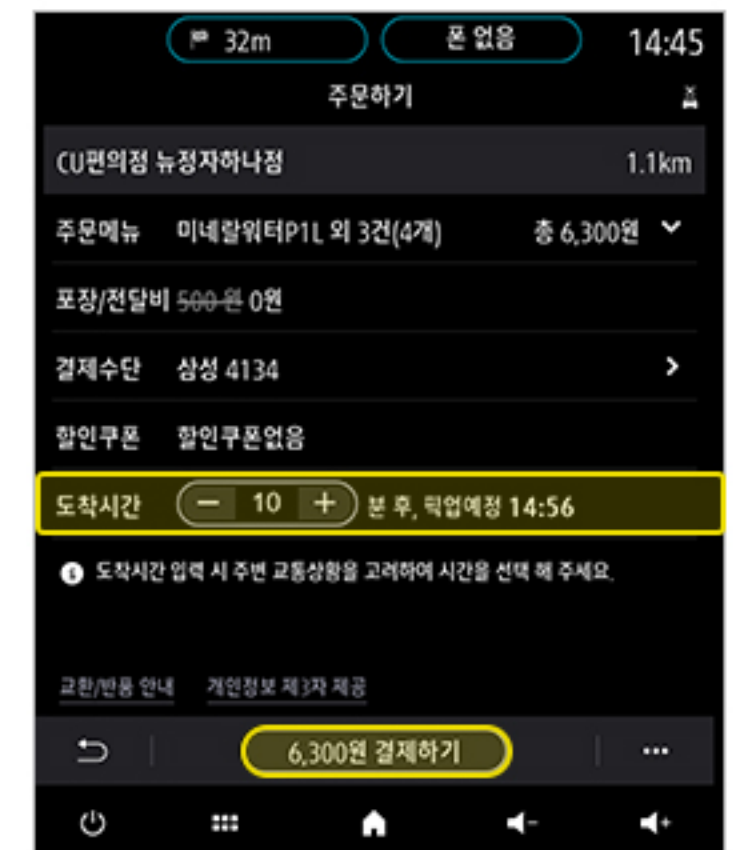 32m 폰 없음 14:45
주문하기
CU편의점 뉴정자하나점 1.1km
주문메뉴 미네랄워터P1L 외 3건(4개) 총 6,300원
포장/전달비 500 원 0원
결제수단 삼성 4134
할인쿠폰 할인쿠폰없음
도착시간 − 10 + 분 후, 픽업예정 14:56
도착시간 입력 시 주변 교통상황을 고려하여 시간을 선택 해 주세요.
교환/반품 안내 개인정보 제3자 제공
6,300원 결제하기